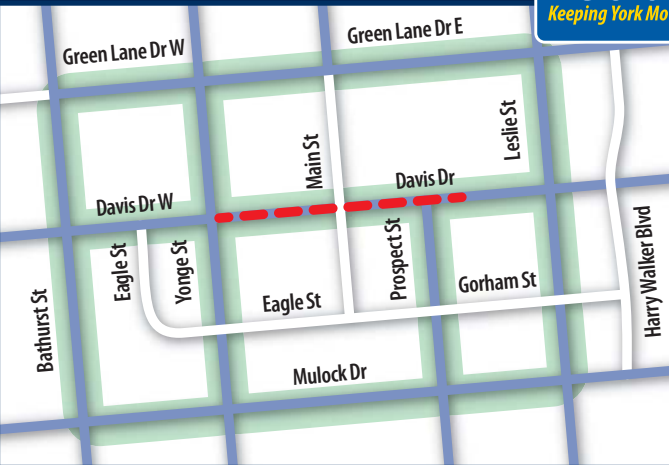 Keeping York Mo
Green Lane Dr W
Green Lane Dr E
Main St
Leslie St
Davis Dr W
Davis Dr
Eagle St
Yonge St
Prospect St
Harry Walker Blvd
Bathurst St
Eagle St
Gorham St
Mulock Dr